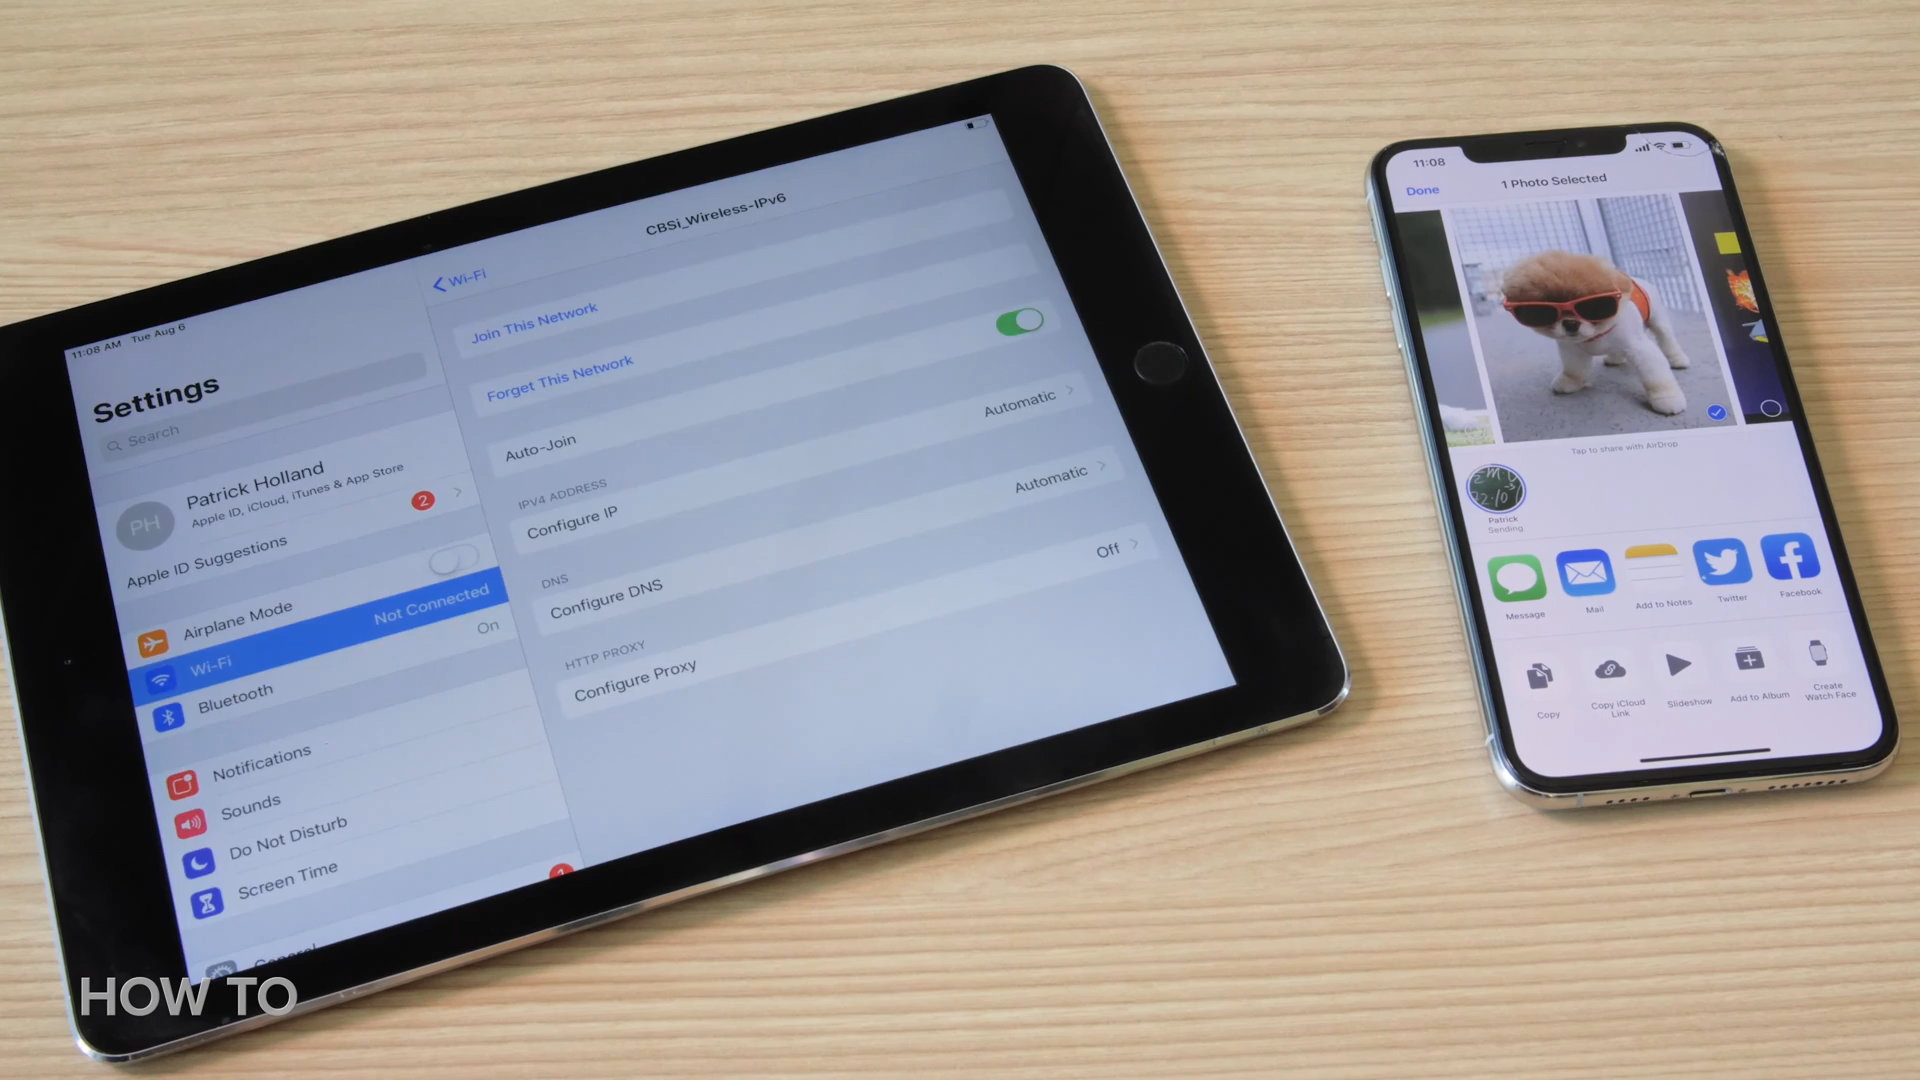 11:08 AM Tue Aug 6
Settings
Search
PH
Patrick Holland
Apple ID, iCloud, iTunes & App Store
Apple ID Suggestions
2
Airplane Mode
Wi-Fi
Not Connected
Bluetooth
On
Notifications
Sounds
Do Not Disturb
Screen Time
General
1
Wi-Fi
CBSi_Wireless-IPv6
Join This Network
Forget This Network
Auto-Join
IPV4 ADDRESS
Configure IP
Automatic
DNS
Configure DNS
Automatic
HTTP PROXY
Configure Proxy
Off
11:08
Done
1 Photo Selected
Tap to share with AirDrop
Patrick
Sending
Message
Mail
Add to Notes
Twitter
Facebook
Copy
Copy iCloud
Link
Slideshow
Add to Album
Create
Watch Face
HOW TO